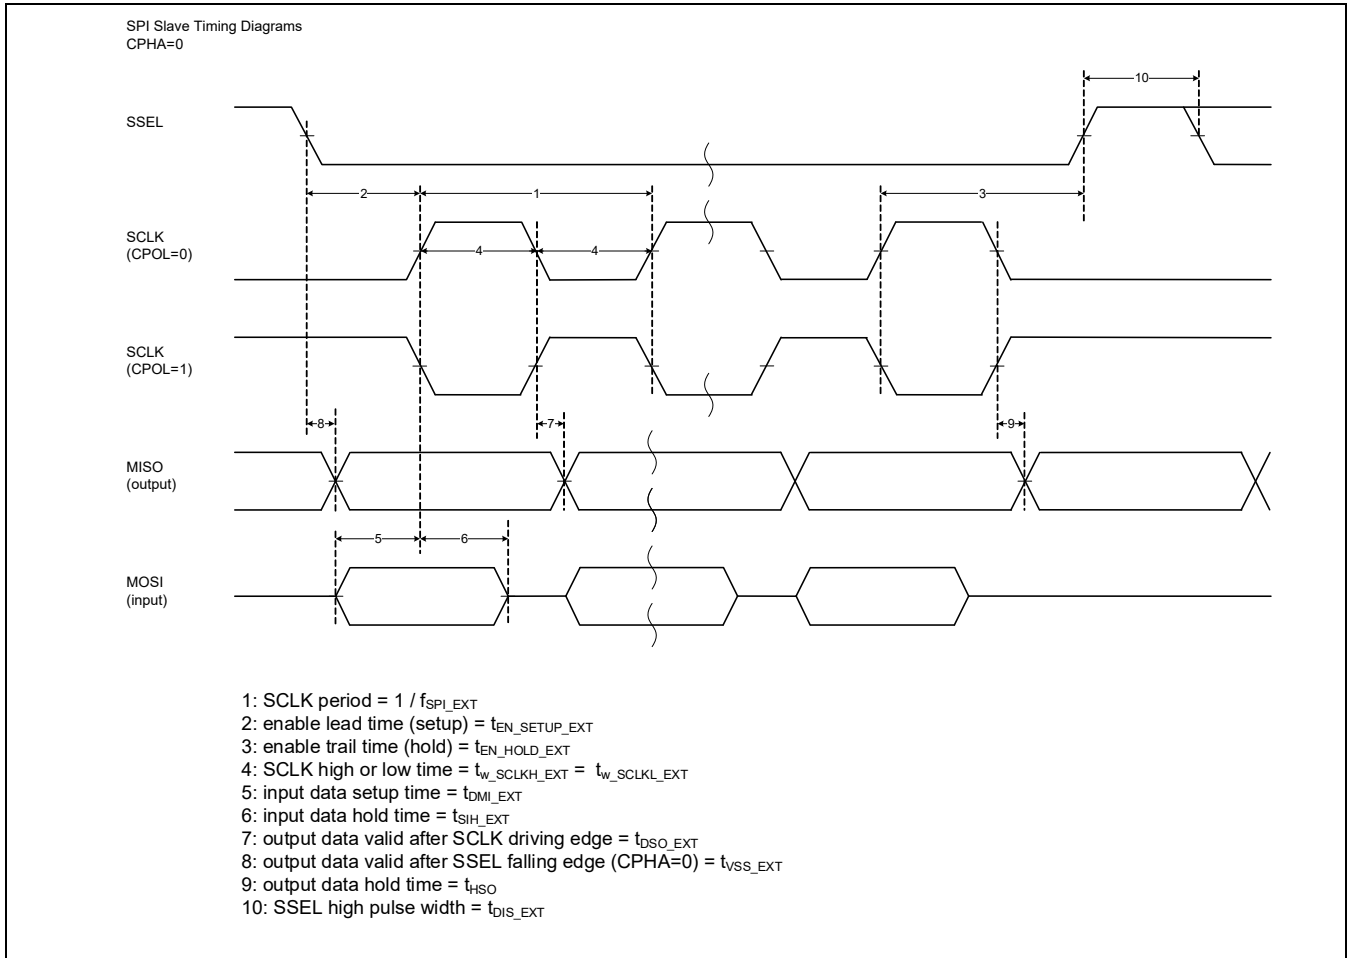 SPI Slave Timing Diagrams
CPHA=0
10
SSEL
2
1
3
SCLK
(CPOL=0)
4
4
SCLK
(CPOL=1)
8
7
9
MISO
(output)
5
6
MOSI
(input)
1: SCLK period = 1 / fSPI_EXT
2: enable lead time (setup) = tEN_SETUP_EXT
3: enable trail time (hold) = tEN_HOLD_EXT
4: SCLK high or low time = tw_SCLKH_EXT = tw_SCLKL_EXT
5: input data setup time = tDMI_EXT
6: input data hold time = tSIH_EXT
7: output data valid after SCLK driving edge = tDSO_EXT
8: output data valid after SSEL falling edge (CPHA=0) = tVSS_EXT
9: output data hold time = tHSO
10: SSEL high pulse width = tDIS_EXT